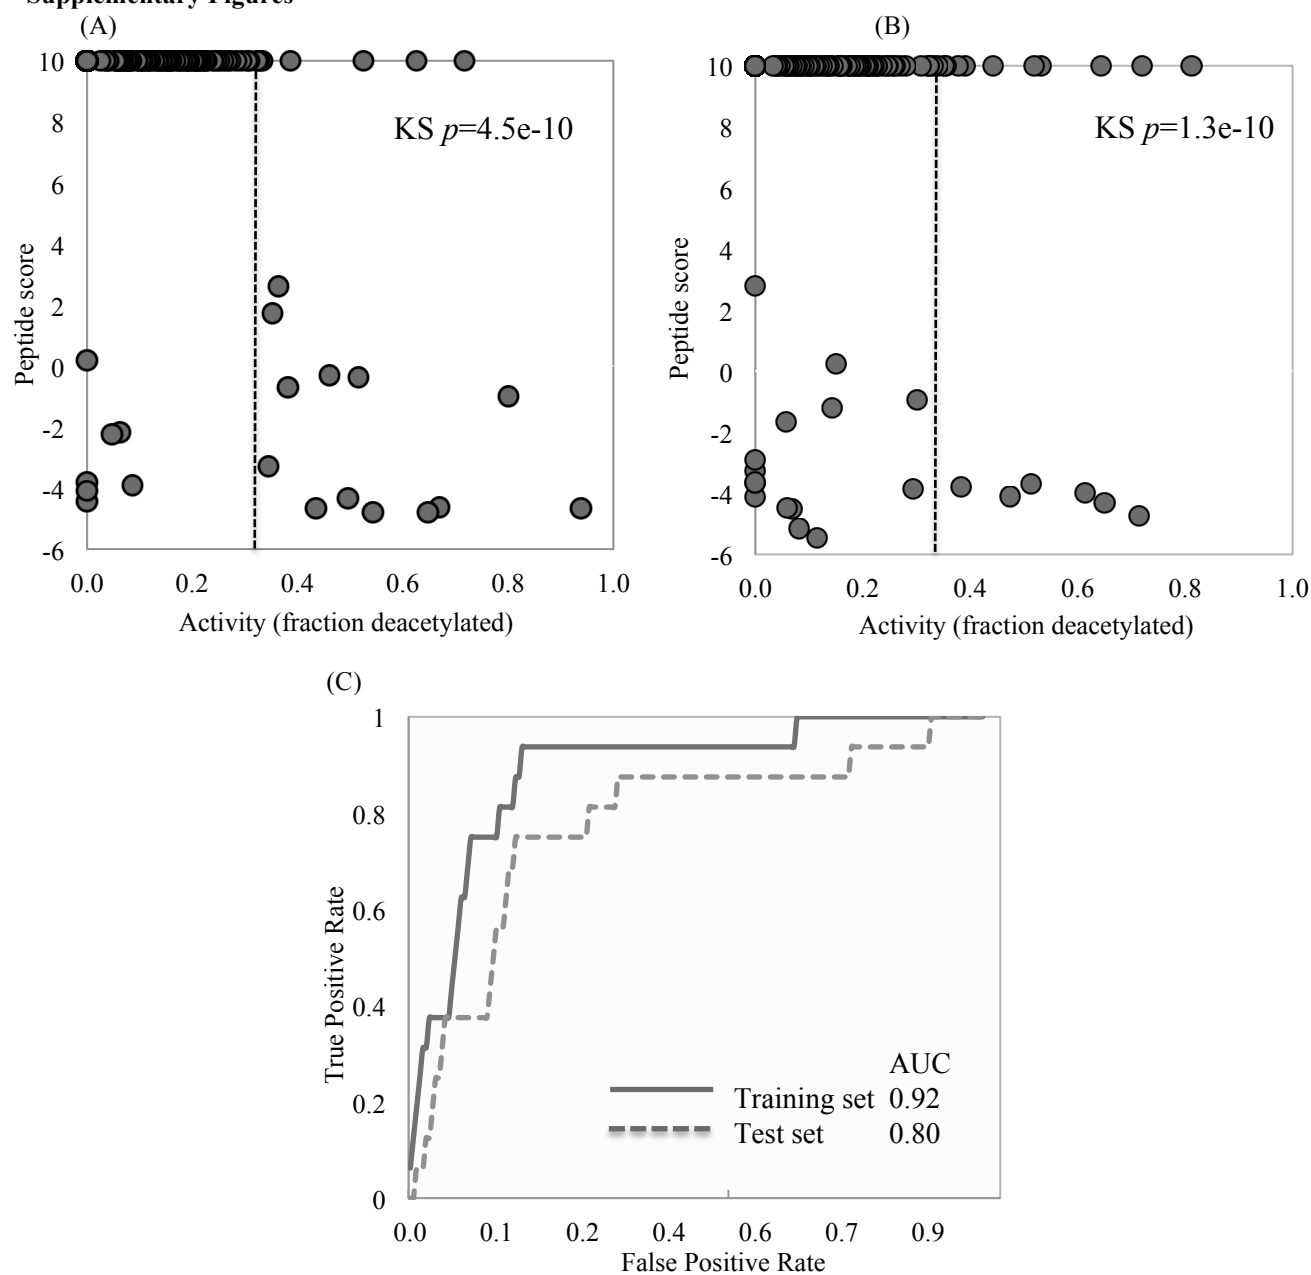 Supplementary Figures
(A)
10
8
6
4
2
0
-2
-4
-6
Peptide score
KS p=4.5e-10
0.0 0.2 0.4 0.6 0.8 1.0
Activity (fraction deacetylated)
(B)
10
8
6
4
2
0
-2
-4
-6
Peptide score
KS p=1.3e-10
0.0 0.2 0.4 0.6 0.8 1.0
Activity (fraction deacetylated)
(C)
1
0.8
0.6
0.4
0.2
0
True Positive Rate
AUC
Training set 0.92
Test set 0.80
0.0 0.1 0.2 0.4 0.6 0.7 0.9
False Positive Rate